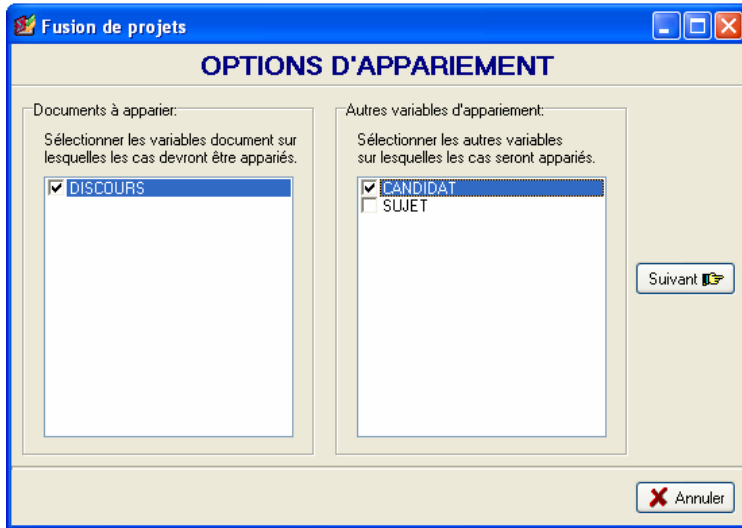 Fusion de projets
OPTIONS D'APPARIEMENT
Documents à apparier:
Sélectionner les variables document sur
lesquelles les cas devront être appariés.
DISCOURS
Autres variables d'appariement:
Sélectionner les autres variables
sur lesquelles les cas seront appariés.
CANDIDAT
SUJET
Suivant
Annuler